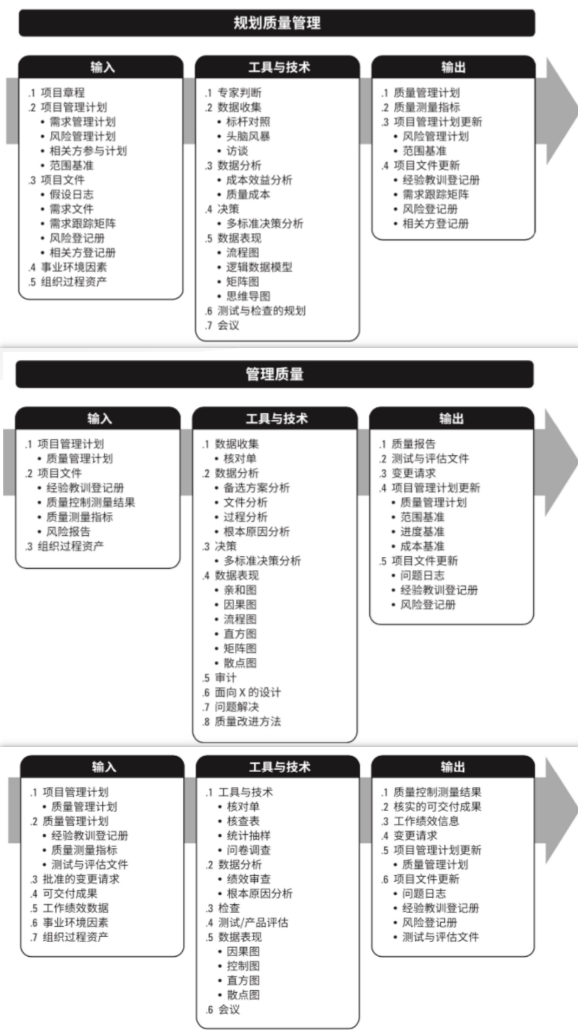 规划质量管理
输入
.1 项目章程
.2 项目管理计划
• 需求管理计划
• 风险管理计划
• 相关方参与计划
• 范围基准
.3 项目文件
• 假设日志
• 需求文件
• 需求跟踪矩阵
• 风险登记册
• 相关方登记册
.4 事业环境因素
.5 组织过程资产
工具与技术
.1 专家判断
.2 数据收集
• 标杆对照
• 头脑风暴
• 访谈
.3 数据分析
• 成本效益分析
• 质量成本
.4 决策
• 多标准决策分析
.5 数据表现
• 流程图
• 逻辑数据模型
• 矩阵图
• 思维导图
.6 测试与检查的规划
.7 会议
输出
.1 质量管理计划
.2 质量测量指标
.3 项目管理计划更新
• 风险管理计划
• 范围基准
.4 项目文件更新
• 经验教训登记册
• 需求跟踪矩阵
• 风险登记册
• 相关方登记册
管理质量
输入
.1 项目管理计划
• 质量管理计划
.2 项目文件
• 经验教训登记册
• 质量控制测量结果
• 质量测量指标
• 风险报告
.3 组织过程资产
工具与技术
.1 数据收集
• 核对单
.2 数据分析
• 备选方案分析
• 文件分析
• 过程分析
• 根本原因分析
.3 决策
• 多标准决策分析
.4 数据表现
• 亲和图
• 因果图
• 流程图
• 直方图
• 矩阵图
• 散点图
.5 审计
.6 面向 X 的设计
.7 问题解决
.8 质量改进方法
输出
.1 质量报告
.2 测试与评估文件
.3 变更请求
.4 项目管理计划更新
• 质量管理计划
• 范围基准
• 进度基准
• 成本基准
.5 项目文件更新
• 问题日志
• 经验教训登记册
• 风险登记册
输入
.1 项目管理计划
• 质量管理计划
.2 质量管理计划
• 经验教训登记册
• 质量测量指标
• 测试与评估文件
.3 批准的变更请求
.4 可交付成果
.5 工作绩效数据
.6 事业环境因素
.7 组织过程资产
工具与技术
.1 工具与技术
• 核对单
• 核查表
• 统计抽样
• 问卷调查
.2 数据分析
• 绩效审查
• 根本原因分析
.3 检查
.4 测试/产品评估
.5 数据表现
• 因果图
• 控制图
• 直方图
• 散点图
.6 会议
输出
.1 质量控制测量结果
.2 核实的可交付成果
.3 工作绩效信息
.4 变更请求
.5 项目管理计划更新
• 质量管理计划
.6 项目文件更新
• 问题日志
• 经验教训登记册
• 风险登记册
• 测试与评估文件